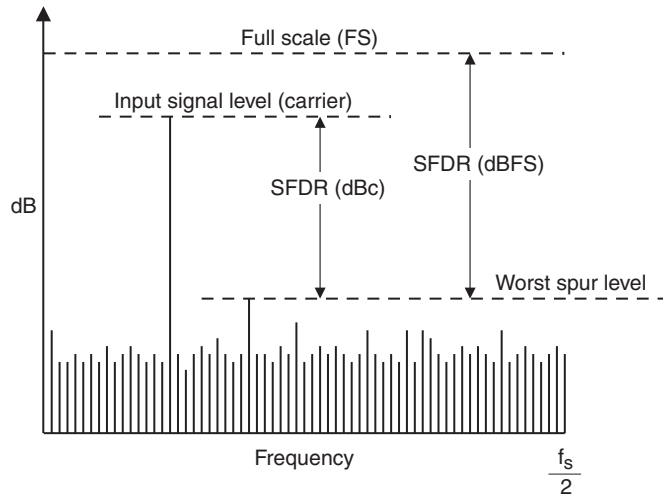 Full scale (FS)
Input signal level (carrier)
SFDR (dBFS)
SFDR (dBc)
dB
Worst spur level
Frequency
fs
2